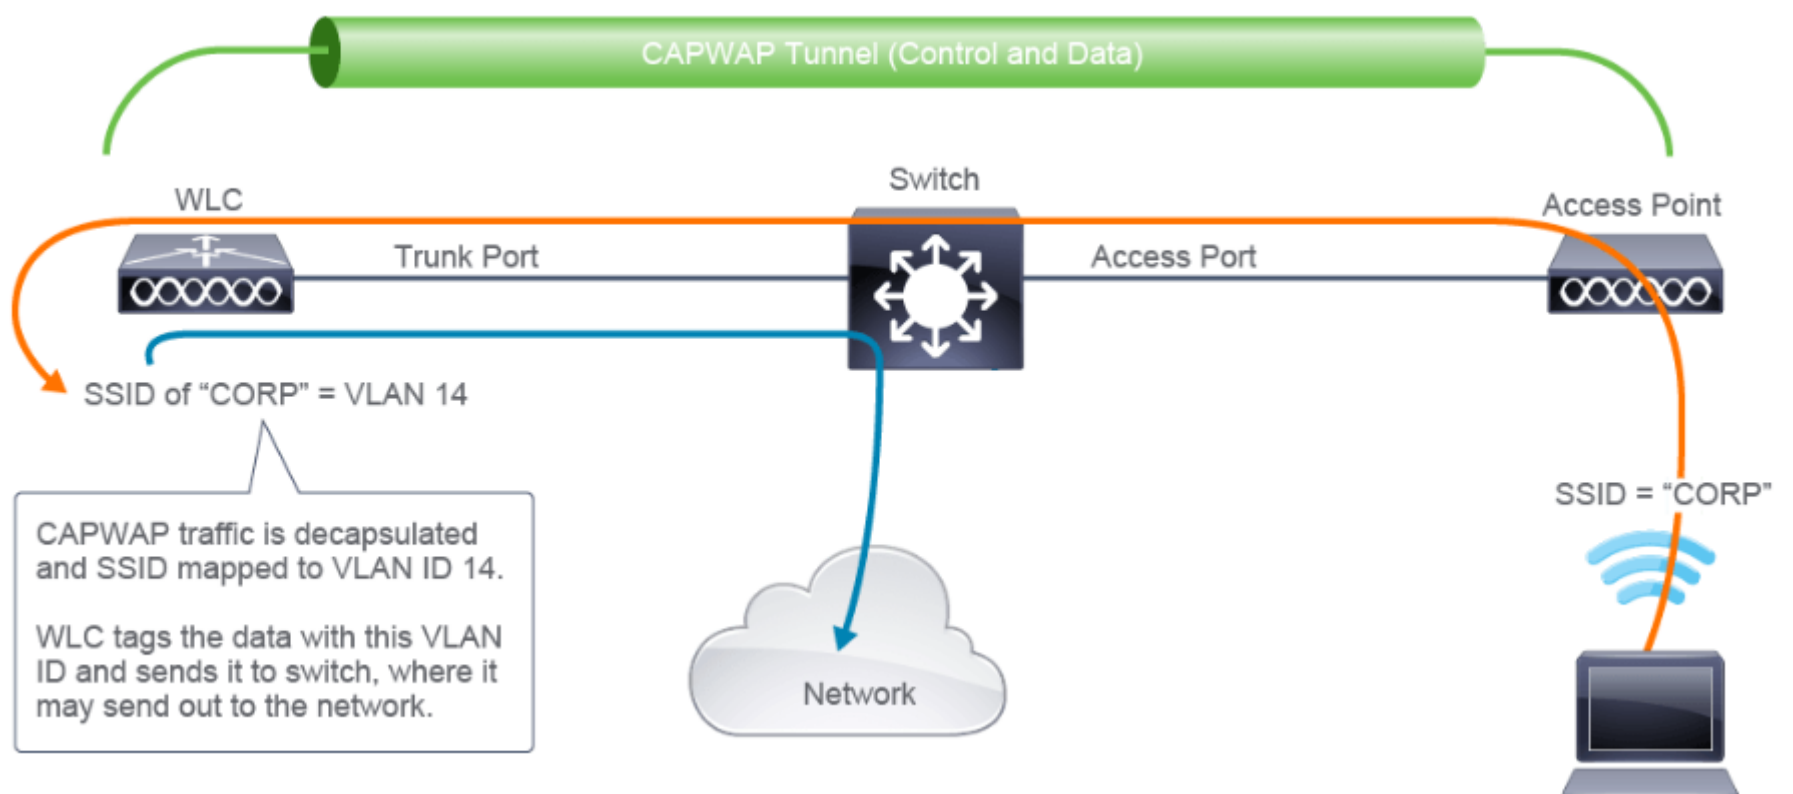 CAPWAP Tunnel (Control and Data)
Switch
WLC
Access Point
Trunk Port
Access Port
SSID of “CORP” = VLAN 14
SSID = “CORP”
CAPWAP traffic is decapsulated
and SSID mapped to VLAN ID 14.
WLC tags the data with this VLAN
ID and sends it to switch, where it
may send out to the network.
Network